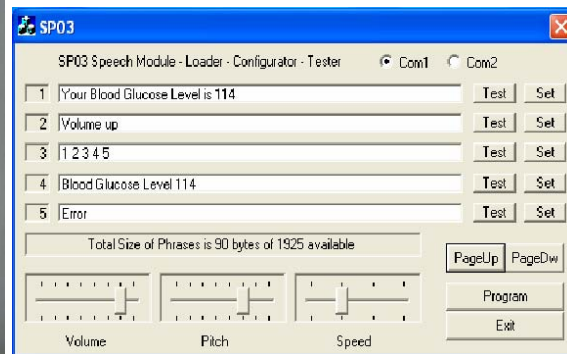 SP03
SP03 Speech Module - Loader - Configurator - Tester Com1 Com2
1 Your Blood Glucose Level is 114 Test Set
2 Volume up Test Set
3 1 2 3 4 5 Test Set
4 Blood Glucose Level 114 Test Set
5 Error Test Set
Total Size of Phrases is 90 bytes of 1925 available
PageUp PageDw
Program
Exit
Volume Pitch Speed